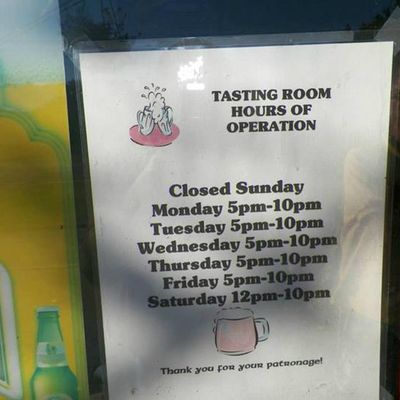 TASTING ROOM
HOURS OF
OPERATION
Closed Sunday
Monday 5pm-10pm
Tuesday 5pm-10pm
Wednesday 5pm-10pm
Thursday 5pm-10pm
Friday 5pm-10pm
Saturday 12pm-10pm
Thank you for your patronage!